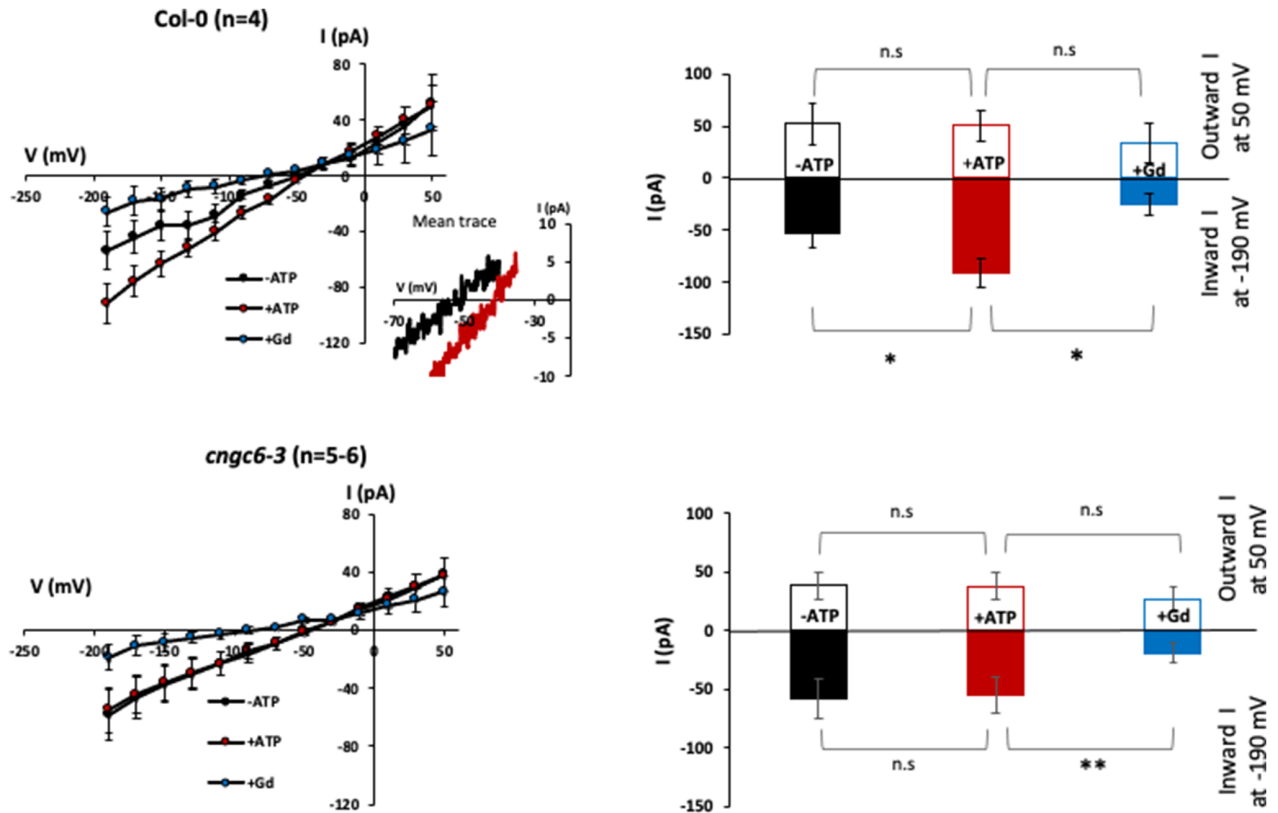 Col-0 (n=4)
I (pA)
80
40
0
-40
-80
-120
V (mV)
-250
-200
-150
-100
-50
0
50
-ATP
+ATP
+Gd
Mean trace
I (pA)
10
5
0
-5
-10
V (mV)
-70
-50
-30
n.s
n.s
100
50
0
-50
-100
-150
I (pA)
-ATP
+ATP
+Gd
Outward I
at 50 mV
Inward I
at -190 mV
*
*
cngc6-3 (n=5-6)
I (pA)
80
40
0
-40
-80
-120
V (mV)
-250
-200
-150
-100
-50
0
50
-ATP
+ATP
+Gd
n.s
n.s
100
50
0
-50
-100
-150
I (pA)
-ATP
+ATP
+Gd
Outward I
at 50 mV
Inward I
at -190 mV
n.s
**